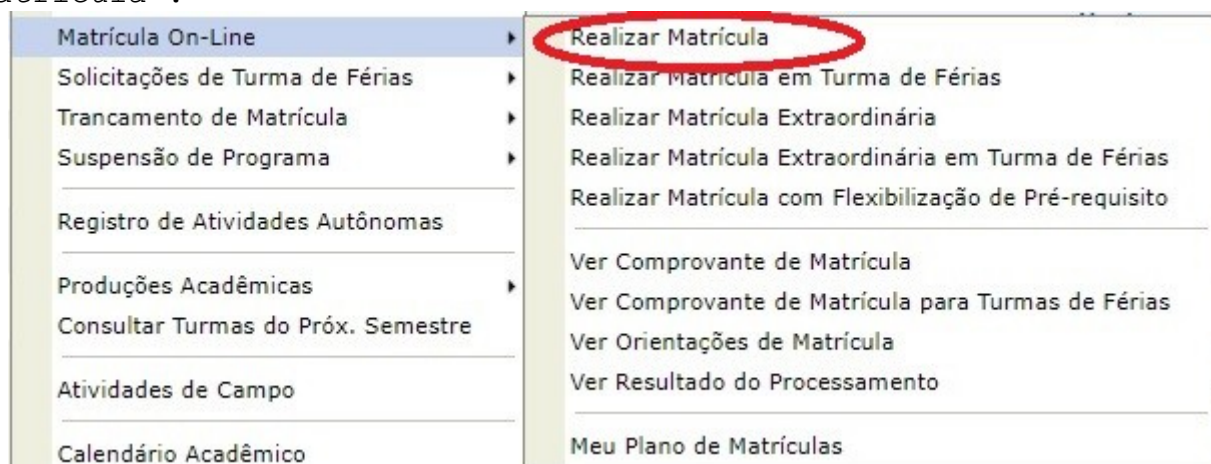 Matrícula On-Line
Solicitações de Turma de Férias
Trancamento de Matrícula
Suspensão de Programa
Registro de Atividades Autônomas
Produções Acadêmicas
Consultar Turmas do Próx. Semestre
Atividades de Campo
Calendário Acadêmico
Realizar Matrícula
Realizar Matrícula em Turma de Férias
Realizar Matrícula Extraordinária
Realizar Matrícula Extraordinária em Turma de Férias
Realizar Matrícula com Flexibilização de Pré-requisito
Ver Comprovante de Matrícula
Ver Comprovante de Matrícula para Turmas de Férias
Ver Orientações de Matrícula
Ver Resultado do Processamento
Meu Plano de Matrículas